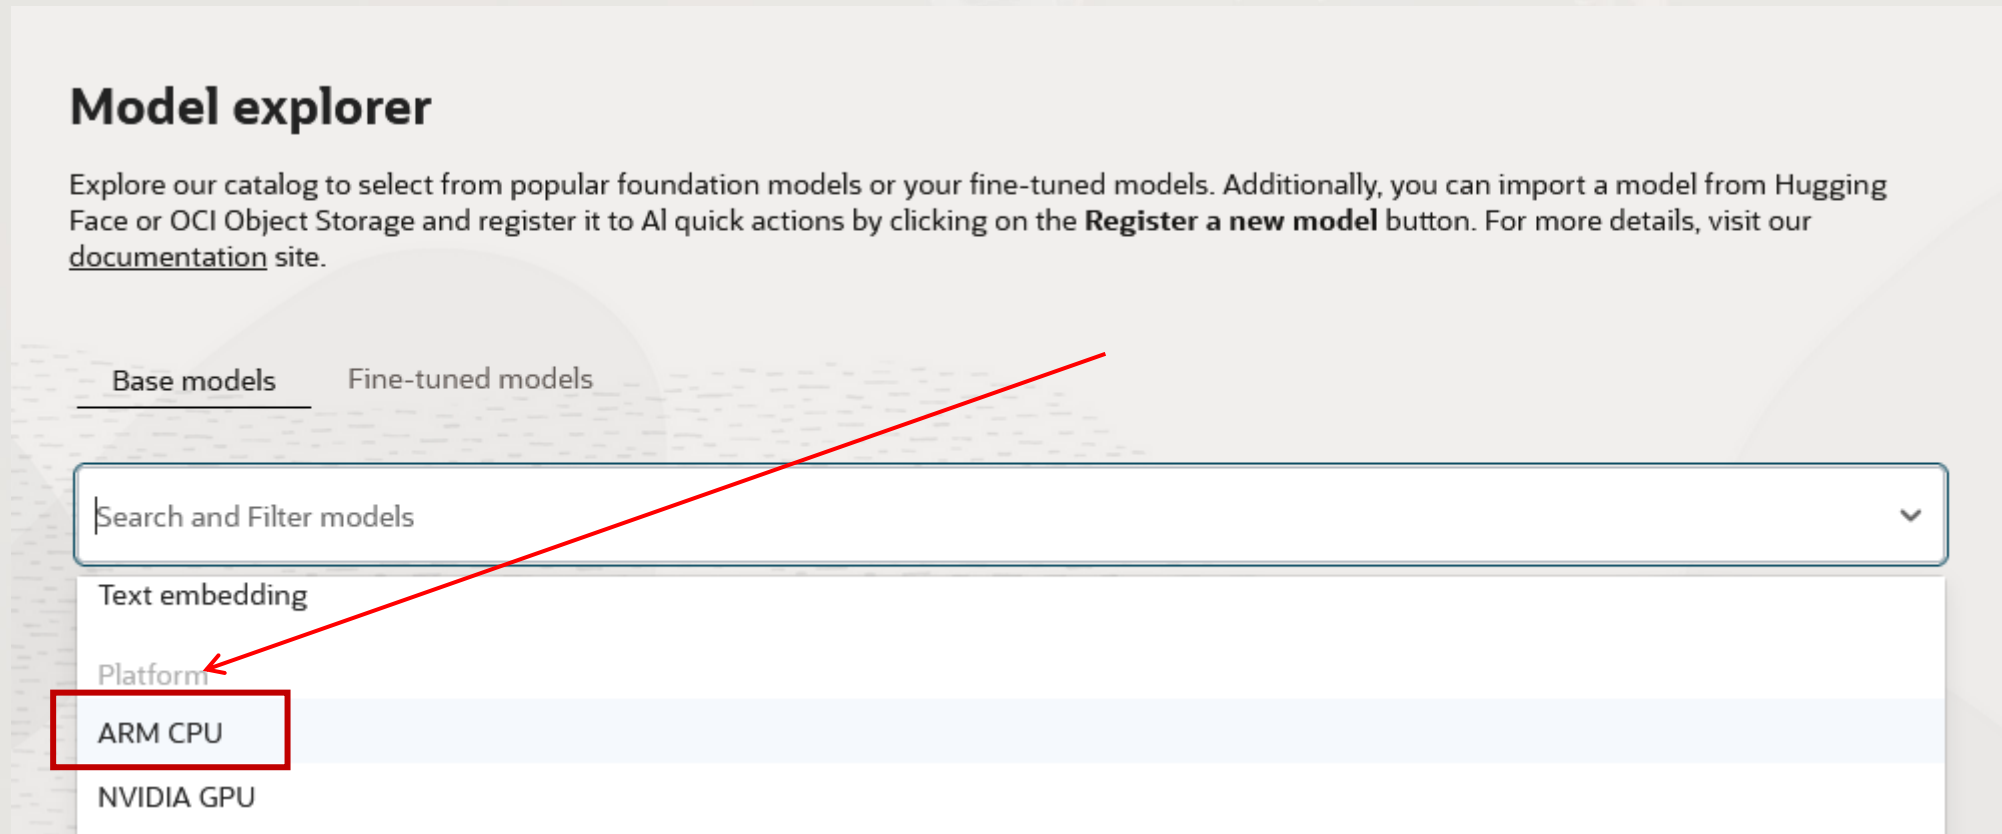 Model explorer
Explore our catalog to select from popular foundation models or your fine-tuned models. Additionally, you can import a model from Hugging
Face or OCI Object Storage and register it to AI quick actions by clicking on the Register a new model button. For more details, visit our
documentation site.
Base models Fine-tuned models
Search and Filter models
Text embedding
Platform
ARM CPU
NVIDIA GPU